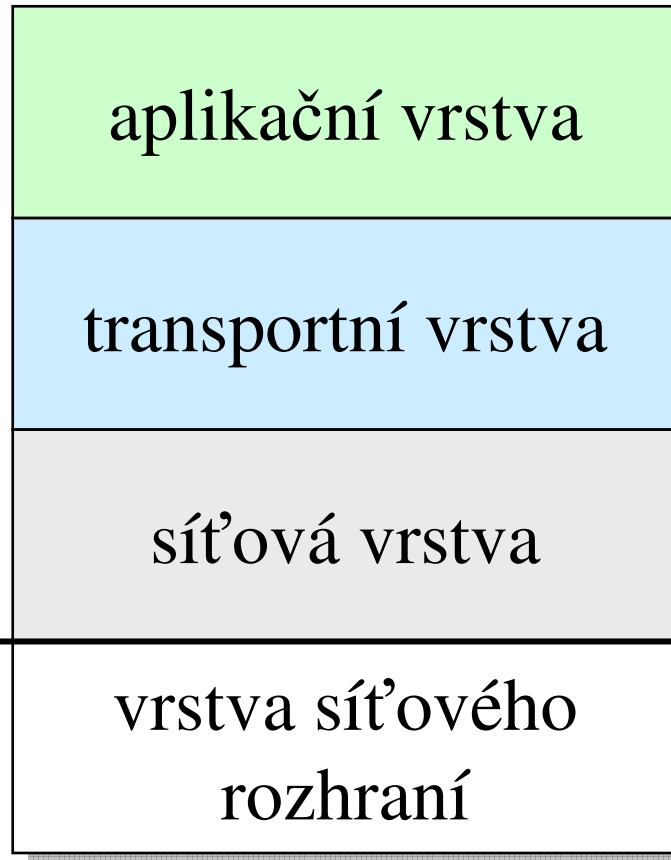 aplikační vrstva
transportní vrstva
síťová vrstva
vrstva síťového
rozhraní